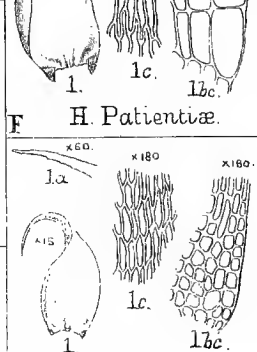 1. 1c. 1bc.
F H. Patientiæ.
×60.
1a
×180
×180.
×15
1c.
1 1bc.